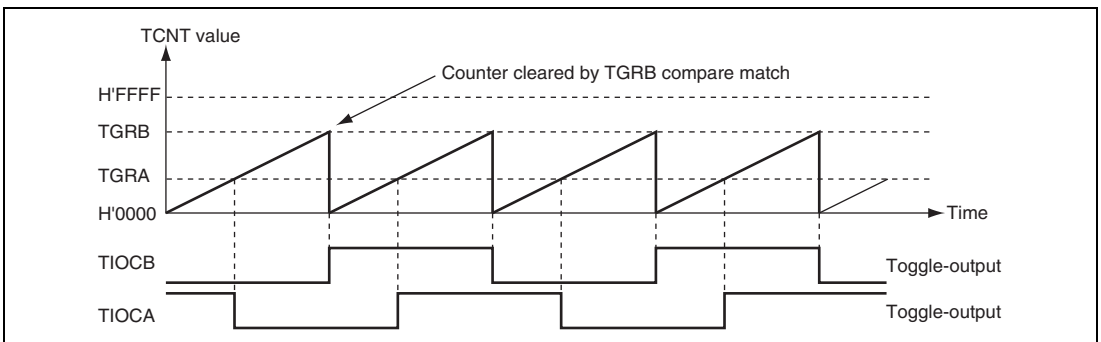 TCNT value
Counter cleared by TGRB compare match
H'FFFF
TGRB
TGRA
H'0000
Time
TIOCB
Toggle-output
TIOCA
Toggle-output